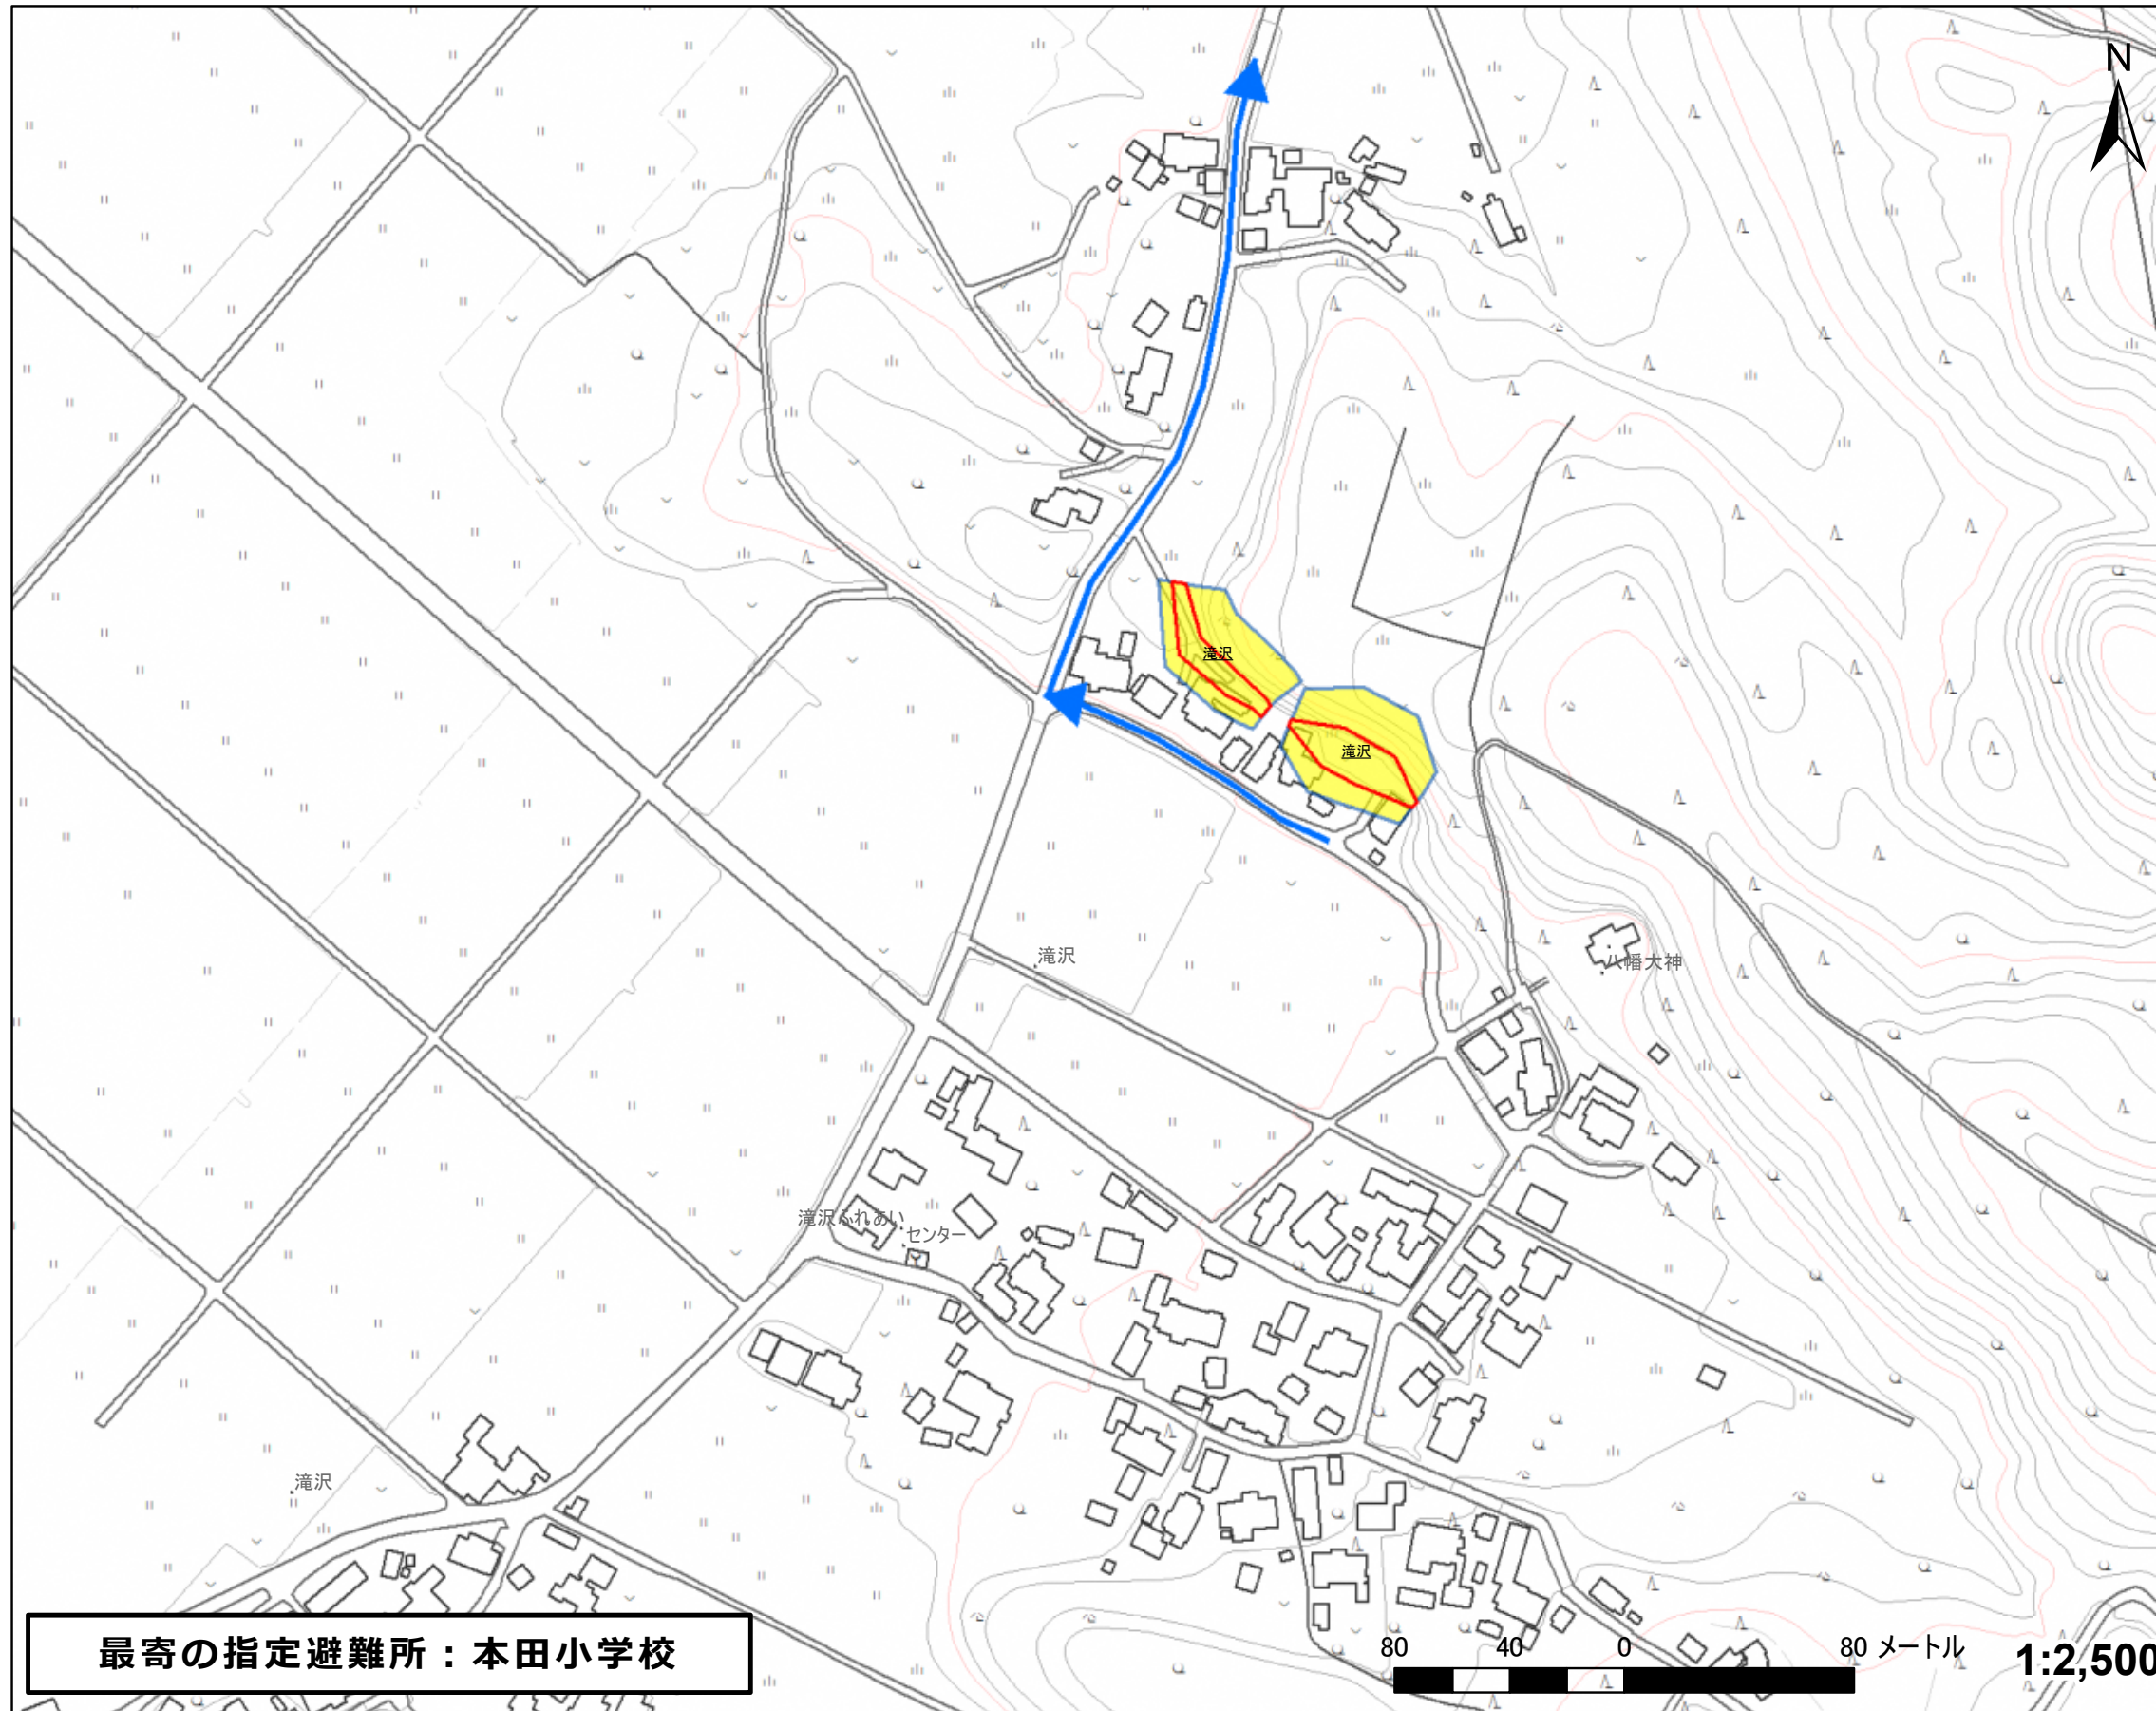 N
滝沢
滝沢
滝沢
八幡大神
滝沢ふれあい
センター
滝沢
最寄の指定避難所：本田小学校
80 40 0 80 メートル
1:2,500